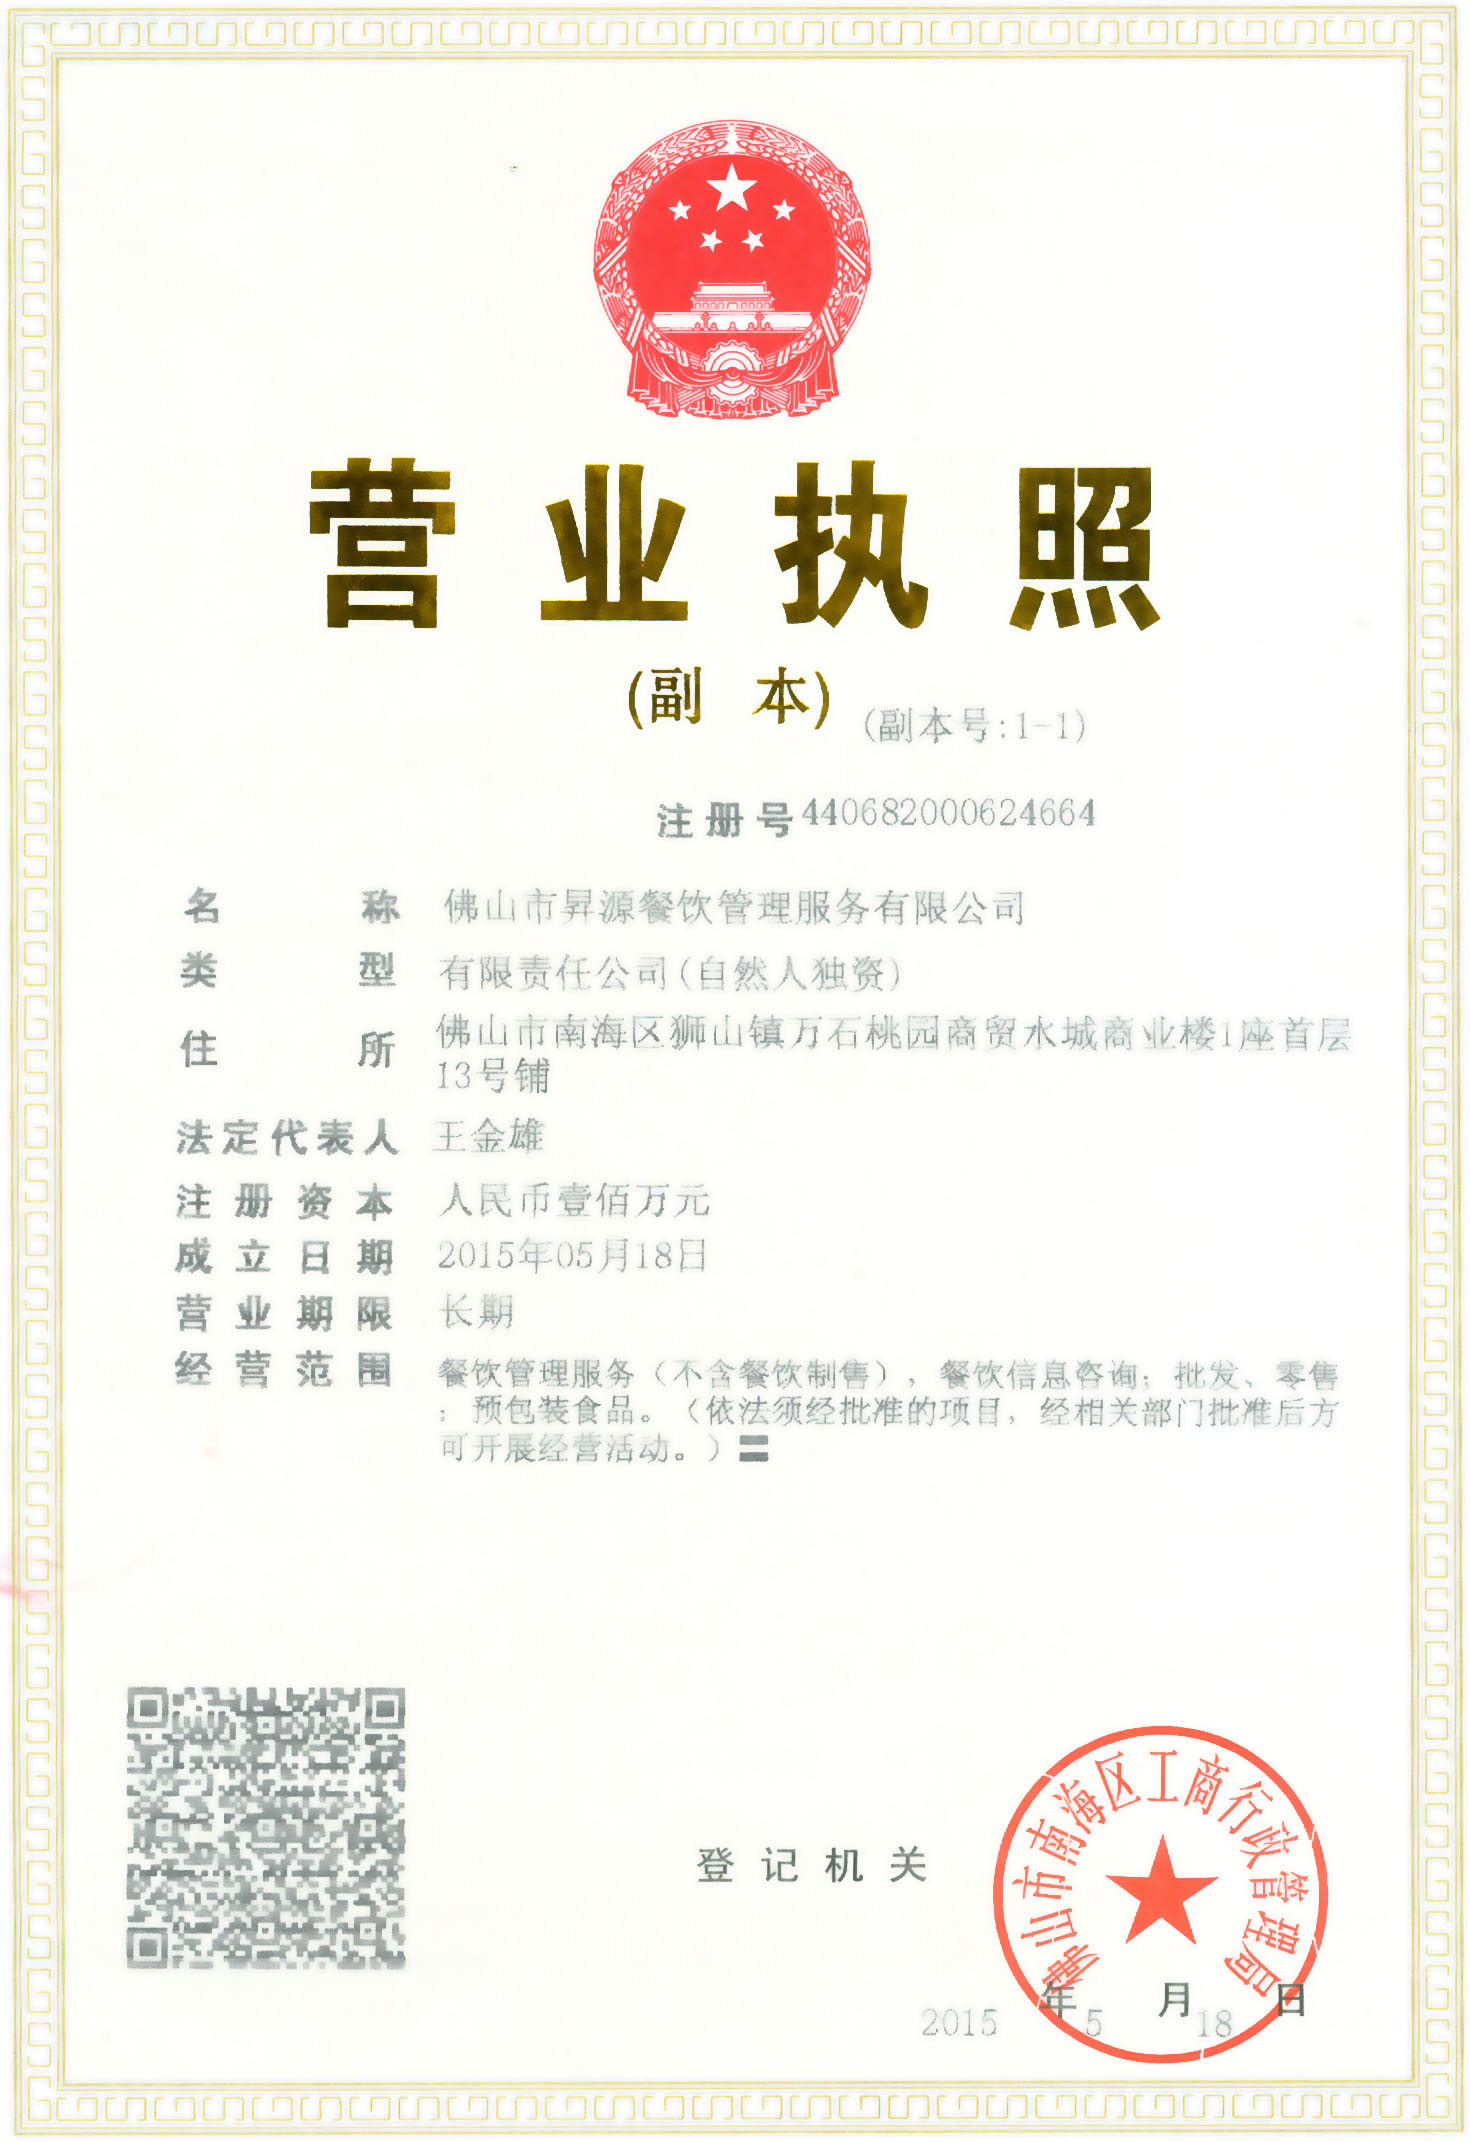 营业执照
(副 本) (副本号:1-1)
注册号440682000624664
名 称 佛山市昇源餐饮管理服务有限公司
类 型 有限责任公司(自然人独资)
住 所 佛山市南海区狮山镇万石桃园商贸水城商业楼1座首层
13号铺
法定代表人 王金雄
注册资本 人民币壹佰万元
成立日期 2015年05月18日
营业期限 长期
经营范围 餐饮管理服务（不含餐饮制售），餐饮信息咨询；批发、零售
：预包装食品。（依法须经批准的项目，经相关部门批准后方
可开展经营活动。）〓
登记机关
佛山市南海区工商行政管理局
2015年5月18日